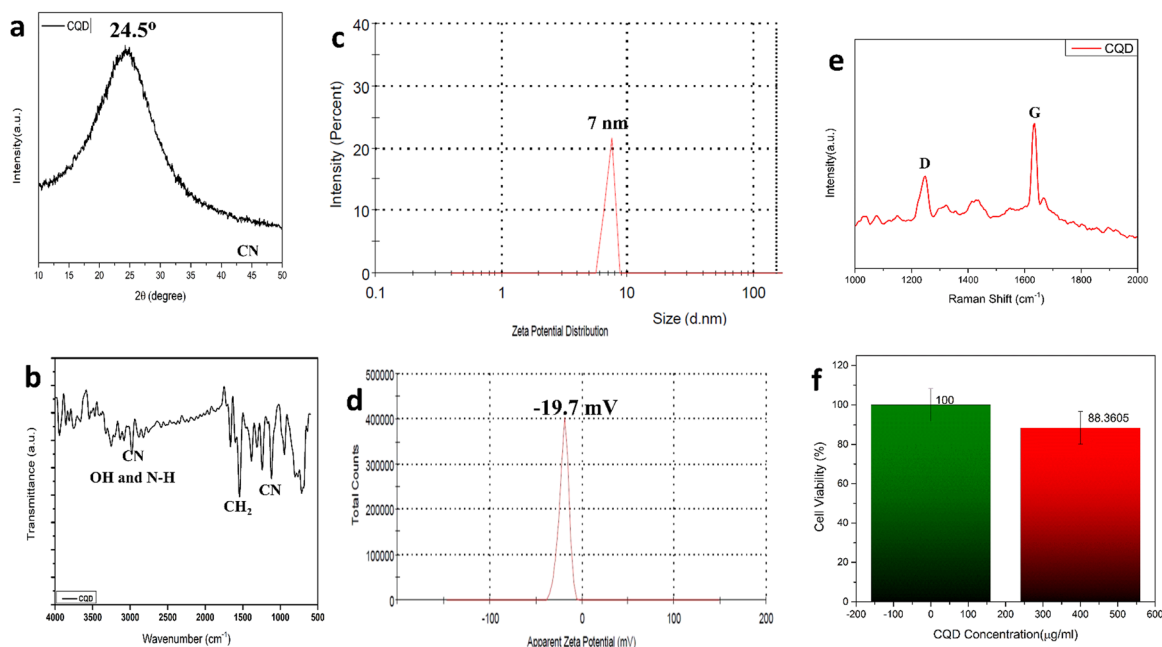 a
CQD
24.5°
Intensity(a.u.)
CN
10 15 20 25 30 35 40 45 50
2θ (degree)
b
Transmittance (a.u.)
CN
OH and N-H
CH₂
CN
CQD
4000 3500 3000 2500 2000 1500 1000 500
Wavenumber (cm⁻¹)
c
Intensity (Percent)
40
30
20
10
0
7 nm
0.1 1 10 100
Size (d.nm)
Zeta Potential Distribution
d
Total Counts
500000
400000
300000
200000
100000
0
-19.7 mV
-100 0 100 200
Apparent Zeta Potential (mV)
e
CQD
Intensity(a.u.)
D
G
1000 1200 1400 1600 1800 2000
Raman Shift (cm⁻¹)
f
Cell Viability (%)
120
100
80
60
40
20
0
100
88.3605
-200 -100 0 100 200 300 400 500 600
CQD Concentration(μg/ml)